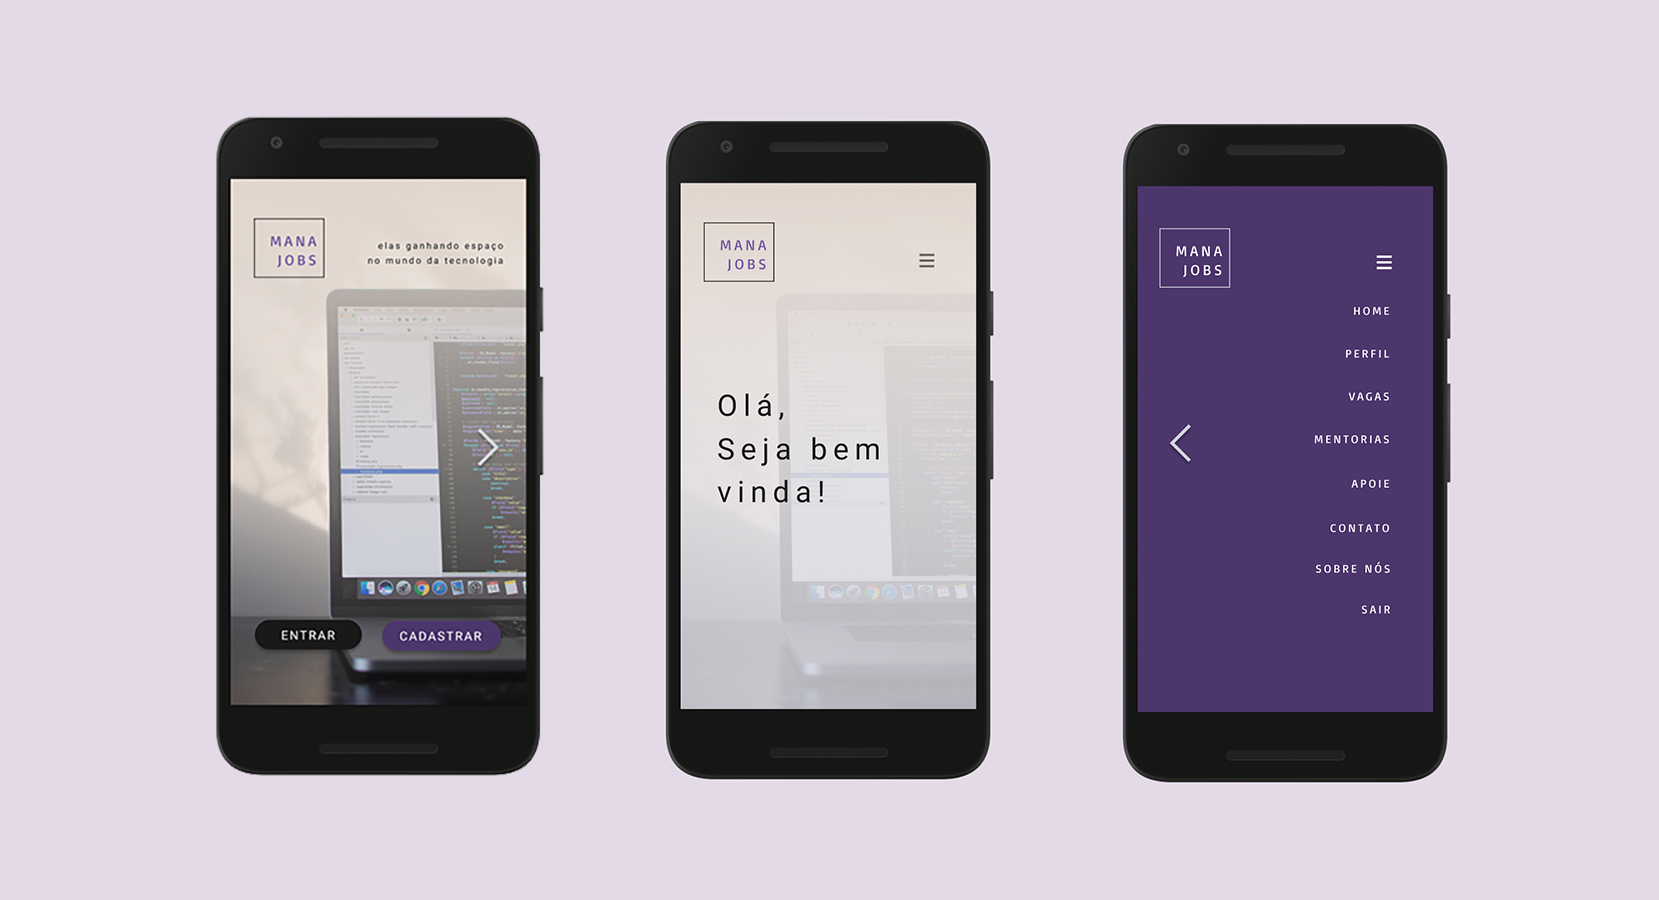 MANA
JOBS
elas ganhando espaço
no mundo da tecnologia
ENTRAR
CADASTRAR
MANA
JOBS
Olá,
Seja bem
vinda!
MANA
JOBS
HOME
PERFIL
VAGAS
MENTORIAS
APOIE
CONTATO
SOBRE NÓS
SAIR